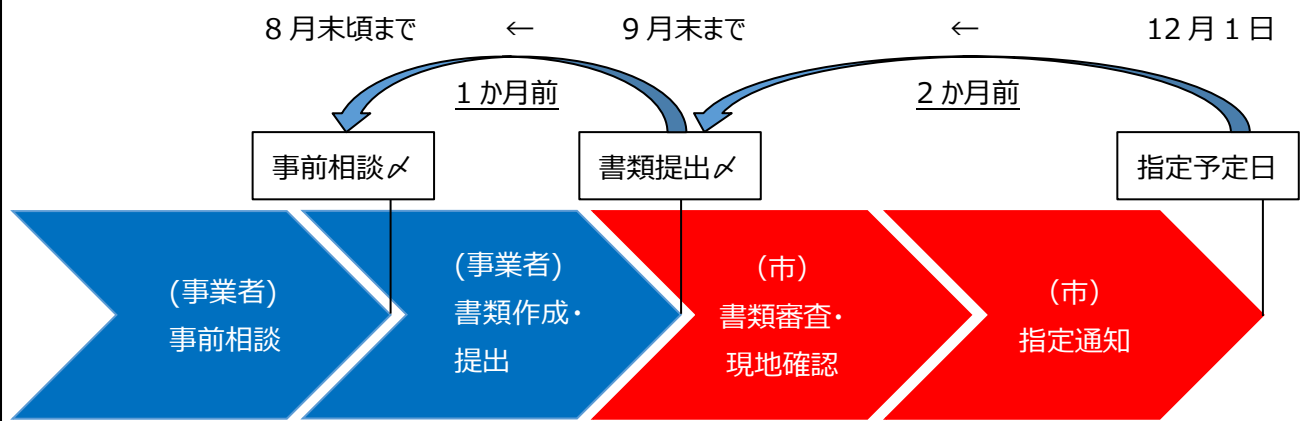 8月末頃まで ← 9月末まで ← 12月1日
1か月前 2か月前
事前相談〆 書類提出〆 指定予定日
(事業者)
事前相談
(事業者)
書類作成・
提出
(市)
書類審査・
現地確認
(市)
指定通知